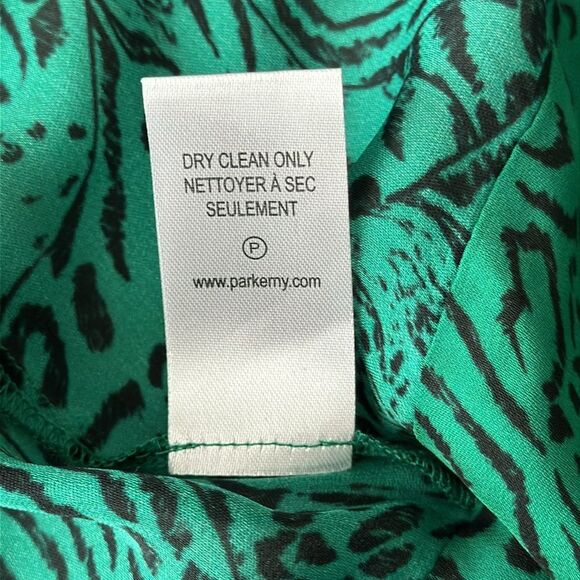 DRY CLEAN ONLY
NETTOYER À SEC
SEULEMENT
P
www.parkerny.com